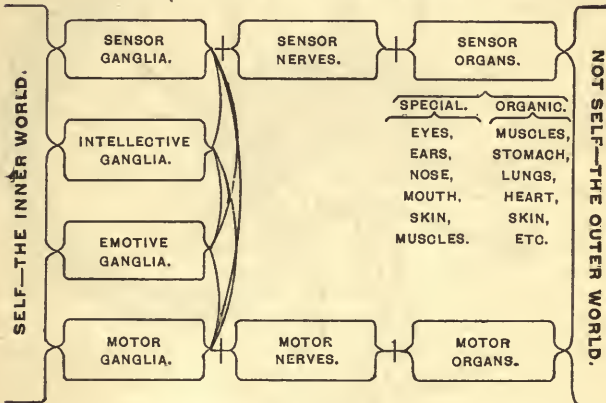 SELF—THE INNER WORLD.
SENSOR
GANGLIA.
SENSOR
NERVES.
SENSOR
ORGANS.
SPECIAL.
EYES,
EARS,
NOSE,
MOUTH,
SKIN,
MUSCLES.
ORGANIC.
MUSCLES,
STOMACH,
LUNGS,
HEART,
SKIN,
ETC.
INTELLECTIVE
GANGLIA.
EMOTIVE
GANGLIA.
MOTOR
GANGLIA.
MOTOR
NERVES.
MOTOR
ORGANS.
NOT SELF—THE OUTER WORLD.